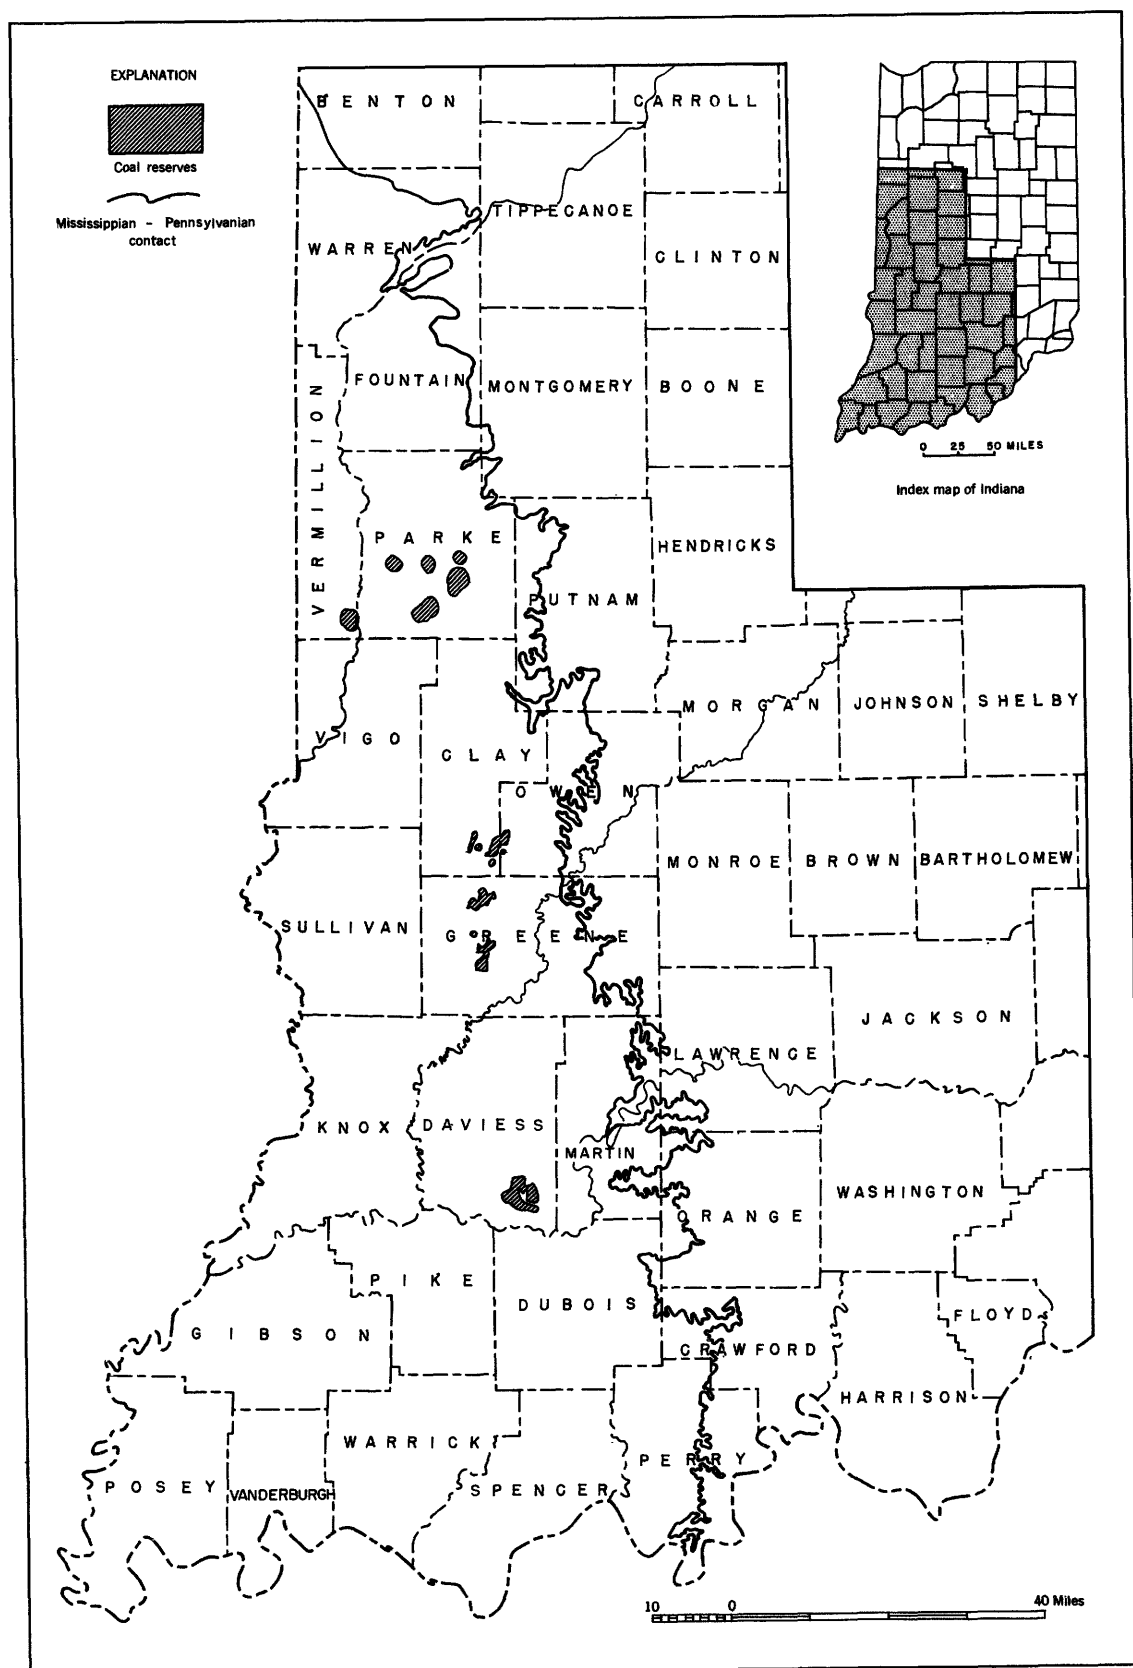 EXPLANATION
Coal reserves
Mississippian - Pennsylvanian
contact
BENTON
CARROLL
TIPPECANOE
WARREN
CLINTON
FOUNTAIN
MONTGOMERY
BOONE
VERMILLION
0 25 50 MILES
Index map of Indiana
PARKE
HENDRICKS
PUTNAM
MORGAN
JOHNSON
SHELBY
VIGO
CLAY
OWEN
MONROE
BROWN
BARTHOLOMEW
SULLIVAN
GREENE
JACKSON
LAWRENCE
KNOX
DAVIESS
MARTIN
WASHINGTON
ORANGE
PIKE
DUBOIS
GIBSON
FLOYD
CRAWFORD
HARRISON
WARRICK
PERRY
POSEY
VANDERBURGH
SPENCER
10 0 40 Miles